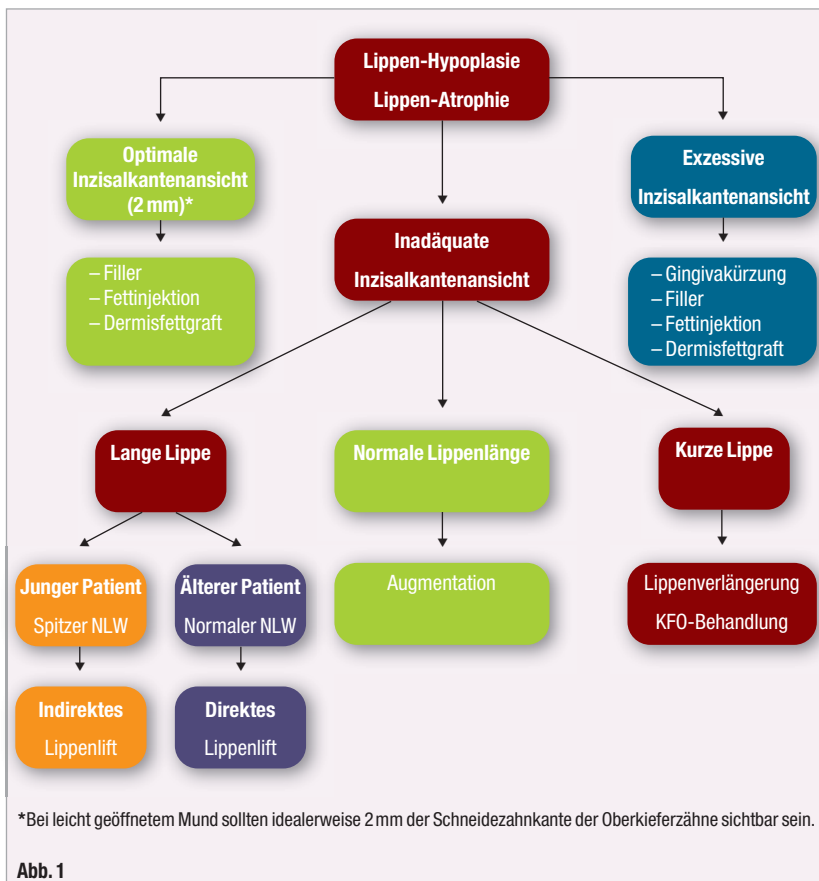 Lippen-Hypoplasie
Lippen-Atrophie
Optimale
Inzisalkantenansicht
(2 mm)*
Exzessive
Inzisalkantenansicht
Inadäquate
Inzisalkantenansicht
– Filler
– Fettinjektion
– Dermisfettgraft
– Gingivakürzung
– Filler
– Fettinjektion
– Dermisfettgraft
Lange Lippe
Normale Lippenlänge
Kurze Lippe
Junger Patient
Spitzer NLW
Älterer Patient
Normaler NLW
Augmentation
Lippenverlängerung
KFO-Behandlung
Indirektes
Lippenlift
Direktes
Lippenlift
*Bei leicht geöffnetem Mund sollten idealerweise 2 mm der Schneidezahnkante der Oberkieferzähne sichtbar sein.
Abb. 1